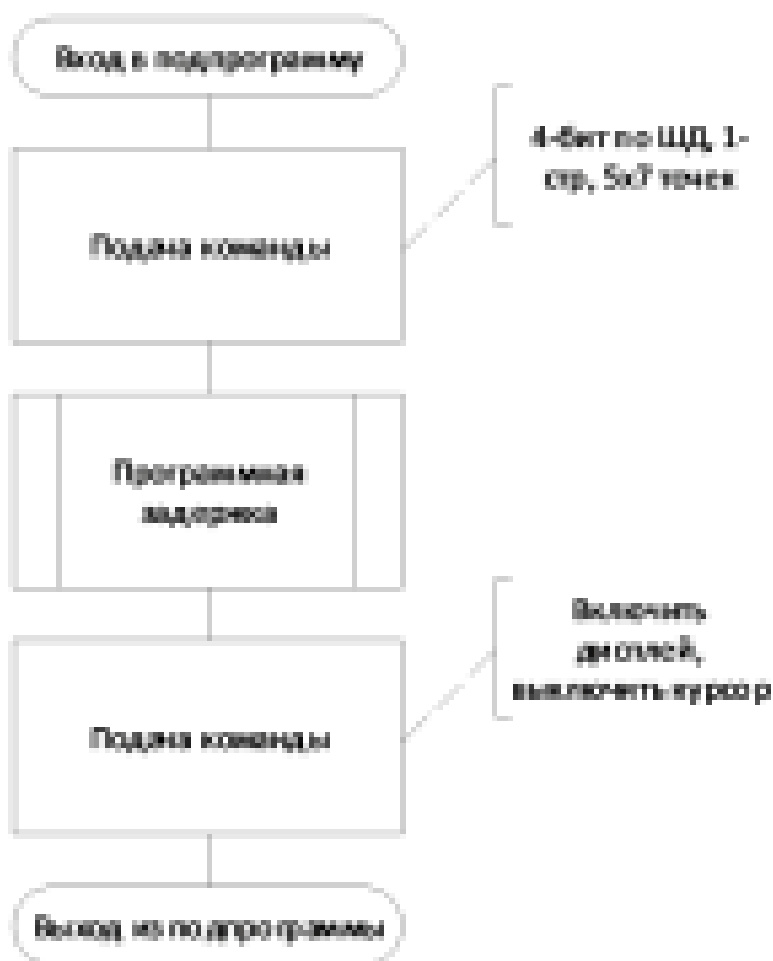 Вход в подпрограмму
4-бит по ШД, 1-
стр, 5х7 точек
Подача команды
Программная
задержка
Включить
дисплей,
выключить курсор
Подача команды
Выход из подпрограммы